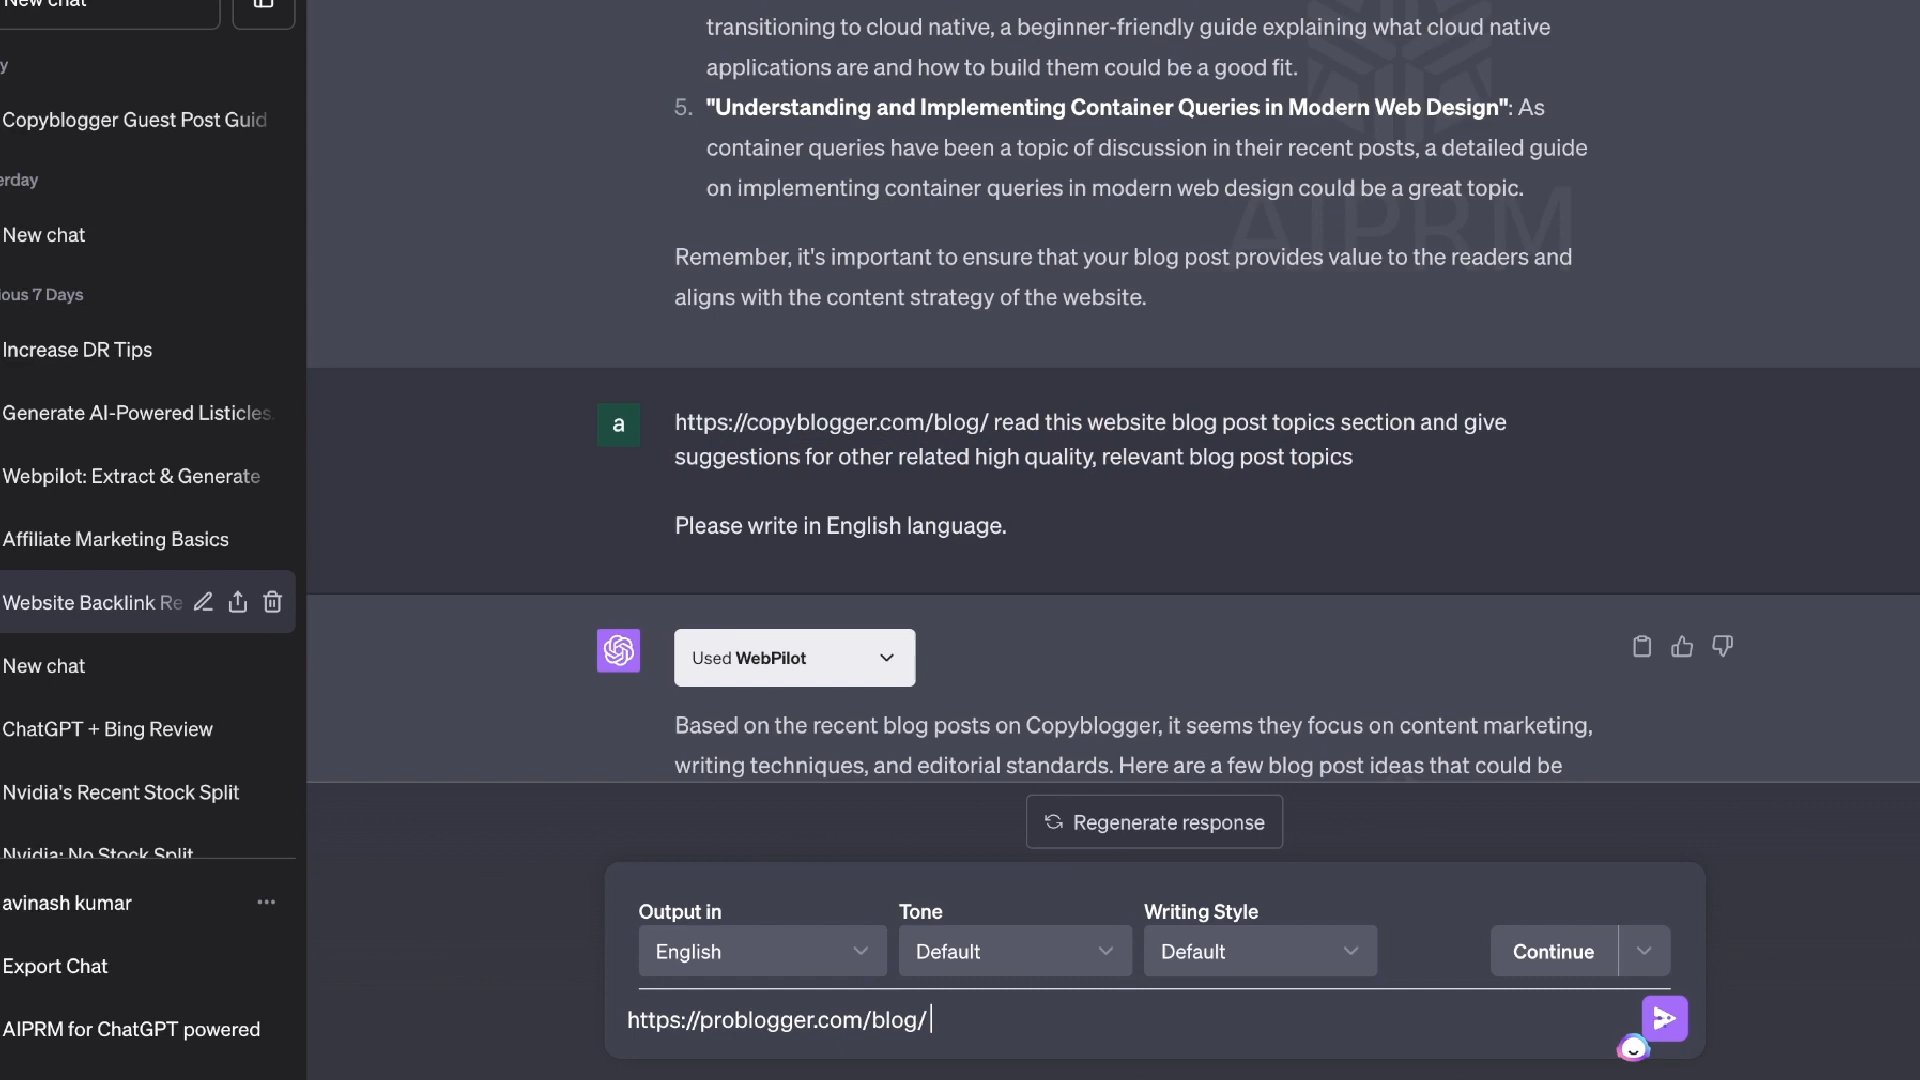 New chat
y
Copyblogger Guest Post Guid
erday
New chat
ious 7 Days
Increase DR Tips
Generate AI-Powered Listicles
Webpilot: Extract & Generate
Affiliate Marketing Basics
Website Backlink Re
New chat
ChatGPT + Bing Review
Nvidia's Recent Stock Split
Nvidia: No Stock Split
avinash kumar
Export Chat
AIPRM for ChatGPT powered
transitioning to cloud native, a beginner-friendly guide explaining what cloud native
applications are and how to build them could be a good fit.
5. "Understanding and Implementing Container Queries in Modern Web Design": As
container queries have been a topic of discussion in their recent posts, a detailed guide
on implementing container queries in modern web design could be a great topic.
AIPRM
Remember, it's important to ensure that your blog post provides value to the readers and
aligns with the content strategy of the website.
a
https://copyblogger.com/blog/ read this website blog post topics section and give
suggestions for other related high quality, relevant blog post topics
Please write in English language.
Used WebPilot
Based on the recent blog posts on Copyblogger, it seems they focus on content marketing,
writing techniques, and editorial standards. Here are a few blog post ideas that could be
Regenerate response
Output in
Tone
Writing Style
English
Default
Default
Continue
https://problogger.com/blog/